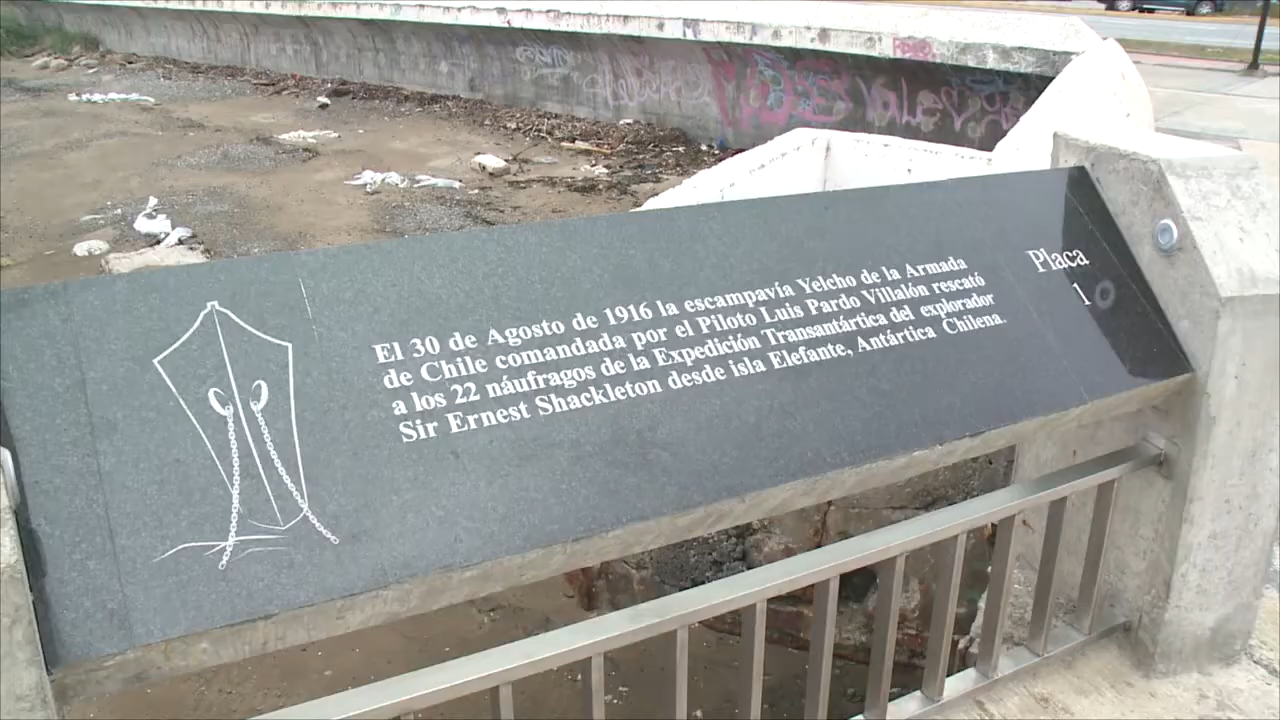 El 30 de Agosto de 1916 la escampavía Yelcho de la Armada
de Chile comandada por el Piloto Luis Pardo Villalón rescató
a los 22 náufragos de la Expedición Transantártica del explorador
Sir Ernest Shackleton desde isla Elefante, Antártica Chilena.
Placa
1